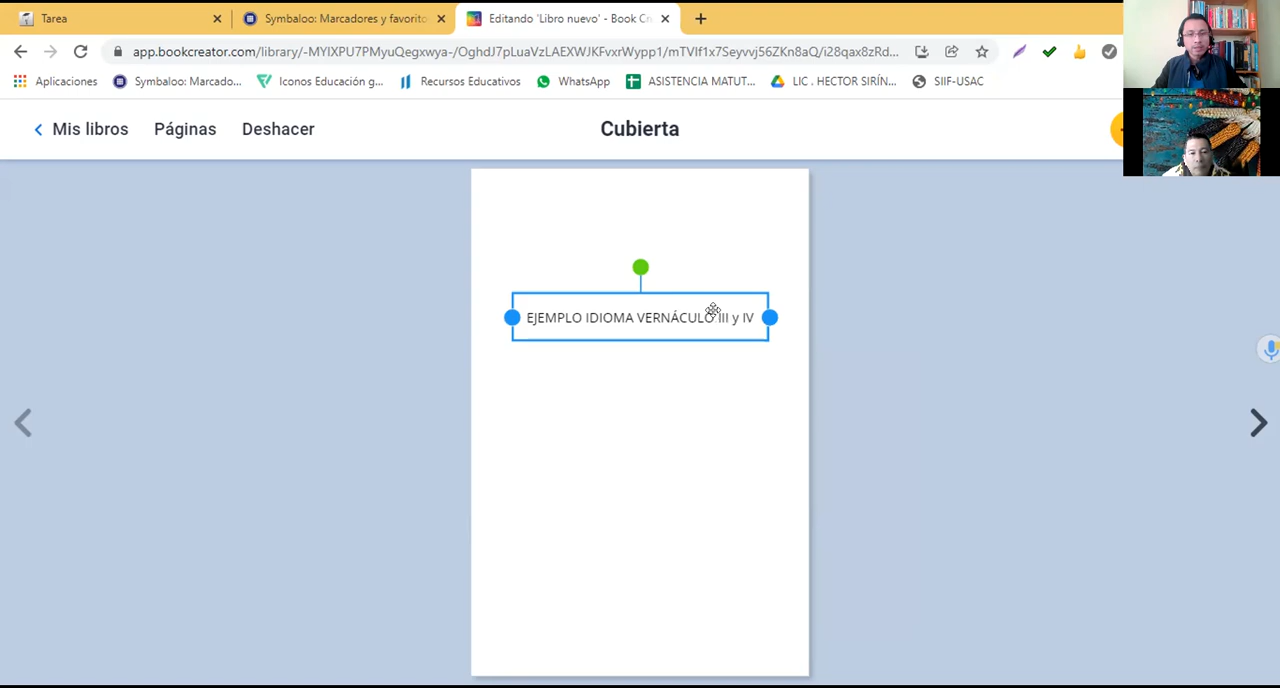 Tarea
Symbaloo: Marcadores y favorito
Editando 'Libro nuevo' - Book Cr
app.bookcreator.com/library/-MYIXPU7PMyuQegxwya-/OghdJ7pLuaVzLAEXWJKFvxrWypp1/mTVIf1x7Seyvvj56ZKn8aQ/i28qax8zRd...
Aplicaciones
Symbaloo: Marcado...
Iconos Educación g...
Recursos Educativos
WhatsApp
ASISTENCIA MATUT...
LIC . HECTOR SIRÍN...
SIIF-USAC
Mis libros
Páginas
Deshacer
Cubierta
EJEMPLO IDIOMA VERNÁCULO III y IV